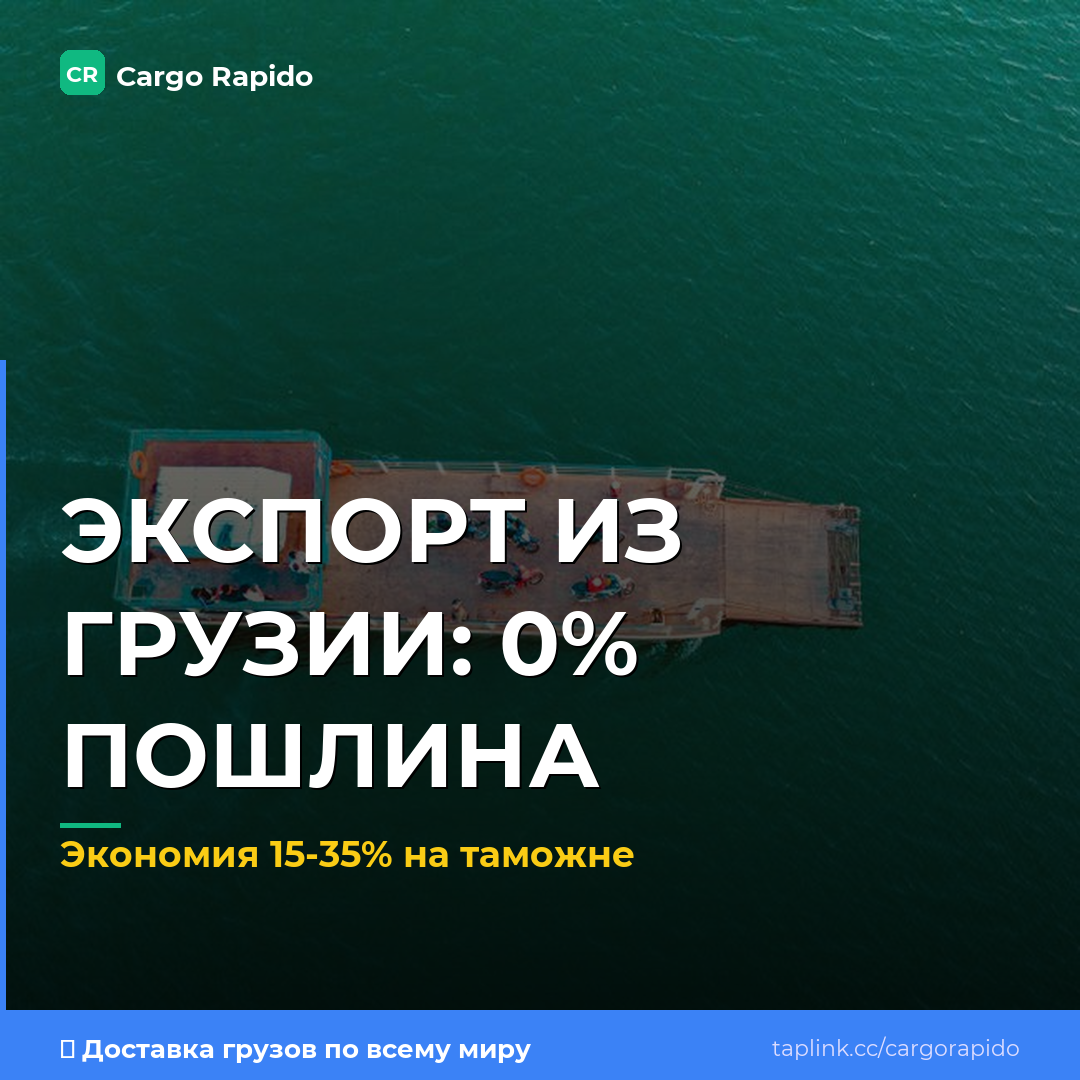 CR Cargo Rapido
ЭКСПОРТ ИЗ
ГРУЗИИ: 0%
ПОШЛИНА
Экономия 15-35% на таможне
Доставка грузов по всему миру
taplink.cc/cargorapido